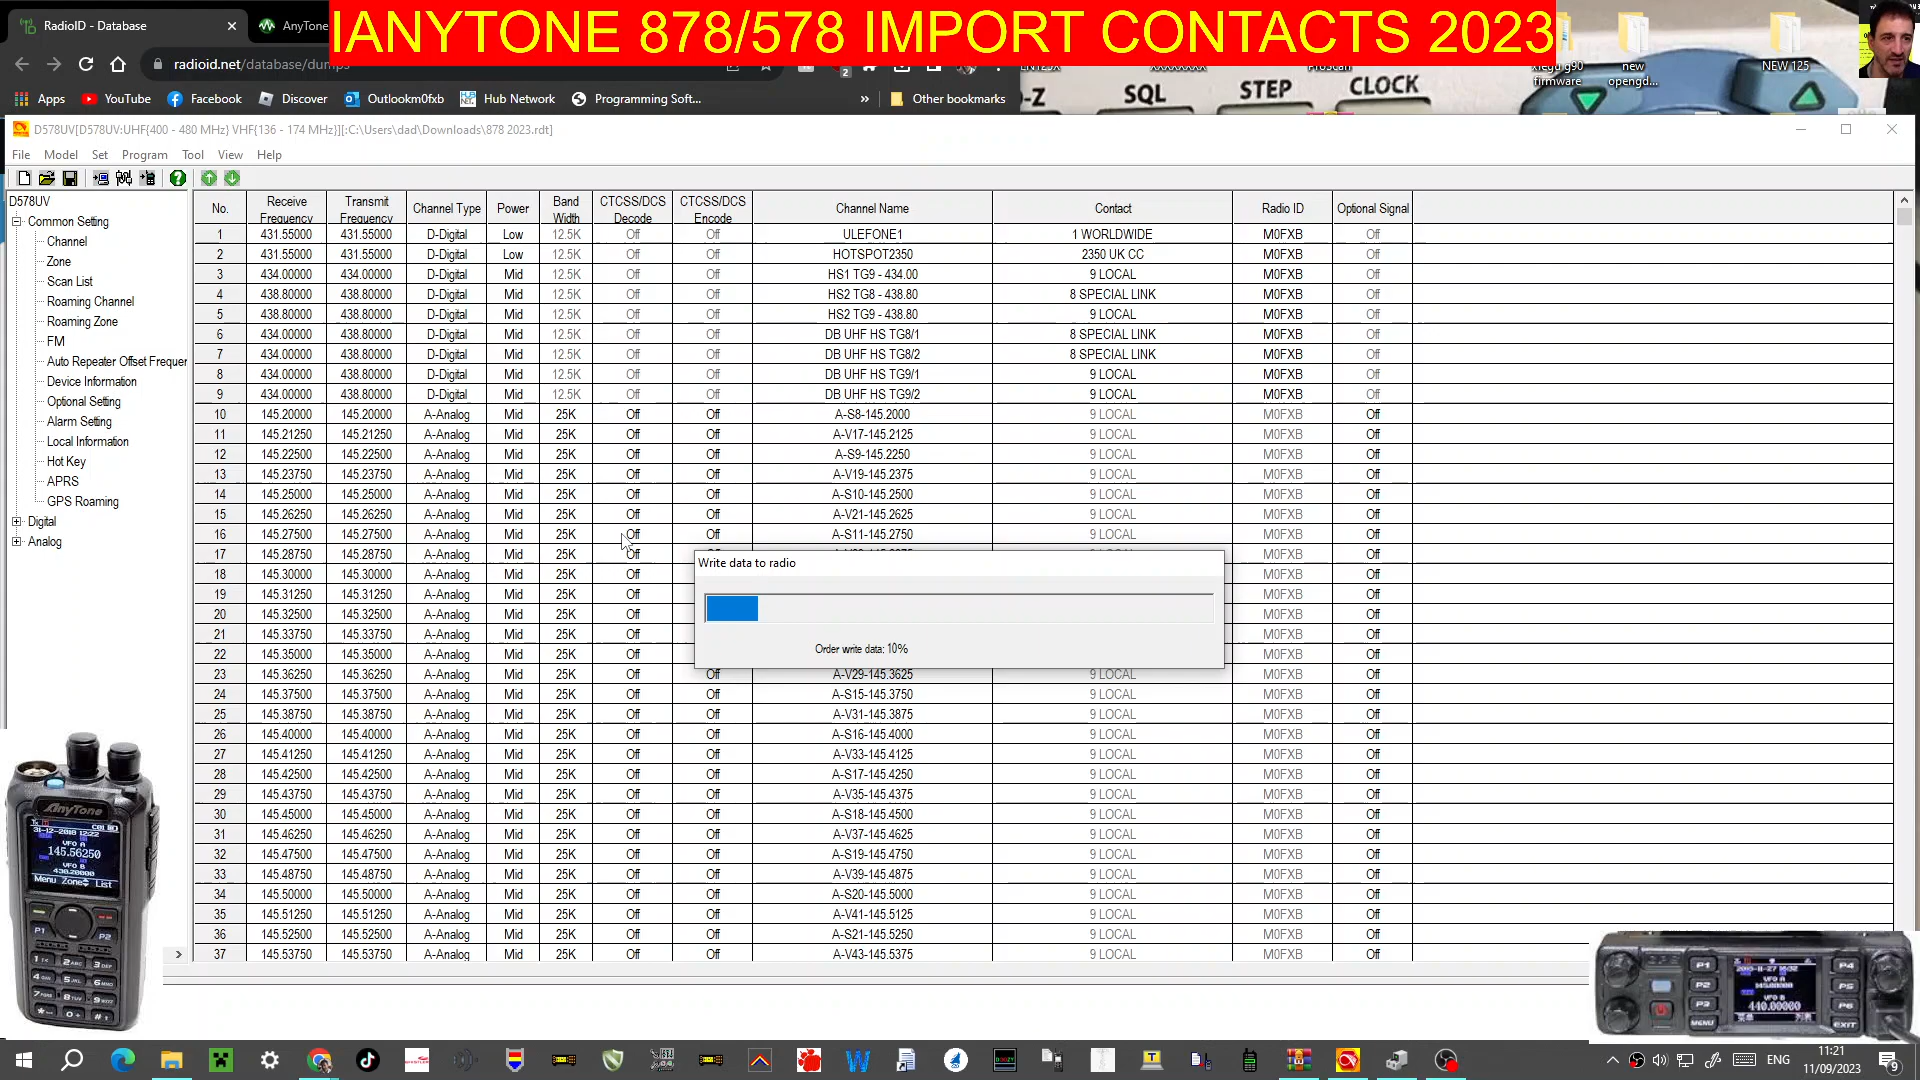 RadioID - Database
AnyTone
IANYTONE 878/578 IMPORT CONTACTS 2023
radioid.net/database/dumps
Apps
YouTube
Facebook
Discover
Outlookm0fxb
Hub Network
Programming Soft...
»
Other bookmarks
SQL
STEP
CLOCK
firmware
new
opengd...
NEW 125
D578UV[D578UV:UHF{400 - 480 MHz} VHF{136 - 174 MHz}][:C:\Users\dad\Downloads\878 2023.rdt]
File Model Set Program Tool View Help
D578UV
Common Setting
Channel
Zone
Scan List
Roaming Channel
Roaming Zone
FM
Auto Repeater Offset Frequer
Device Information
Optional Setting
Alarm Setting
Local Information
Hot Key
APRS
GPS Roaming
Digital
Analog
No. Receive Frequency Transmit Frequency Channel Type Power Band Width CTCSS/DCS Decode CTCSS/DCS Encode Channel Name Contact Radio ID Optional Signal
1 431.55000 431.55000 D-Digital Low 12.5K Off Off ULEFONE1 1 WORLDWIDE M0FXB Off
2 431.55000 431.55000 D-Digital Low 12.5K Off Off HOTSPOT2350 2350 UK CC M0FXB Off
3 434.00000 434.00000 D-Digital Mid 12.5K Off Off HS1 TG9 - 434.00 9 LOCAL M0FXB Off
4 438.80000 438.80000 D-Digital Mid 12.5K Off Off HS2 TG8 - 438.80 8 SPECIAL LINK M0FXB Off
5 438.80000 438.80000 D-Digital Mid 12.5K Off Off HS2 TG9 - 438.80 9 LOCAL M0FXB Off
6 434.00000 438.80000 D-Digital Mid 12.5K Off Off DB UHF HS TG8/1 8 SPECIAL LINK M0FXB Off
7 434.00000 438.80000 D-Digital Mid 12.5K Off Off DB UHF HS TG8/2 8 SPECIAL LINK M0FXB Off
8 434.00000 438.80000 D-Digital Mid 12.5K Off Off DB UHF HS TG9/1 9 LOCAL M0FXB Off
9 434.00000 438.80000 D-Digital Mid 12.5K Off Off DB UHF HS TG9/2 9 LOCAL M0FXB Off
10 145.20000 145.20000 A-Analog Mid 25K Off Off A-S8-145.2000 9 LOCAL M0FXB Off
11 145.21250 145.21250 A-Analog Mid 25K Off Off A-V17-145.2125 9 LOCAL M0FXB Off
12 145.22500 145.22500 A-Analog Mid 25K Off Off A-S9-145.2250 9 LOCAL M0FXB Off
13 145.23750 145.23750 A-Analog Mid 25K Off Off A-V19-145.2375 9 LOCAL M0FXB Off
14 145.25000 145.25000 A-Analog Mid 25K Off Off A-S10-145.2500 9 LOCAL M0FXB Off
15 145.26250 145.26250 A-Analog Mid 25K Off Off A-V21-145.2625 9 LOCAL M0FXB Off
16 145.27500 145.27500 A-Analog Mid 25K Off Off A-S11-145.2750 9 LOCAL M0FXB Off
17 145.28750 145.28750 A-Analog Mid 25K Off 9 LOCAL M0FXB Off
18 145.30000 145.30000 A-Analog Mid 25K Off M0FXB Off
19 145.31250 145.31250 A-Analog Mid 25K Off M0FXB Off
20 145.32500 145.32500 A-Analog Mid 25K Off M0FXB Off
21 145.33750 145.33750 A-Analog Mid 25K Off M0FXB Off
22 145.35000 145.35000 A-Analog Mid 25K Off M0FXB Off
Write data to radio
Order write data: 10%
23 145.36250 145.36250 A-Analog Mid 25K Off Off A-V29-145.3625 9 LOCAL M0FXB Off
24 145.37500 145.37500 A-Analog Mid 25K Off Off A-S15-145.3750 9 LOCAL M0FXB Off
25 145.38750 145.38750 A-Analog Mid 25K Off Off A-V31-145.3875 9 LOCAL M0FXB Off
26 145.40000 145.40000 A-Analog Mid 25K Off Off A-S16-145.4000 9 LOCAL M0FXB Off
27 145.41250 145.41250 A-Analog Mid 25K Off Off A-V33-145.4125 9 LOCAL M0FXB Off
28 145.42500 145.42500 A-Analog Mid 25K Off Off A-S17-145.4250 9 LOCAL M0FXB Off
29 145.43750 145.43750 A-Analog Mid 25K Off Off A-V35-145.4375 9 LOCAL M0FXB Off
30 145.45000 145.45000 A-Analog Mid 25K Off Off A-S18-145.4500 9 LOCAL M0FXB Off
31 145.46250 145.46250 A-Analog Mid 25K Off Off A-V37-145.4625 9 LOCAL M0FXB Off
32 145.47500 145.47500 A-Analog Mid 25K Off Off A-S19-145.4750 9 LOCAL M0FXB Off
33 145.48750 145.48750 A-Analog Mid 25K Off Off A-V39-145.4875 9 LOCAL M0FXB Off
34 145.50000 145.50000 A-Analog Mid 25K Off Off A-S20-145.5000 9 LOCAL M0FXB Off
35 145.51250 145.51250 A-Analog Mid 25K Off Off A-V41-145.5125 9 LOCAL M0FXB Off
36 145.52500 145.52500 A-Analog Mid 25K Off Off A-S21-145.5250 9 LOCAL M0FXB Off
37 145.53750 145.53750 A-Analog Mid 25K Off Off A-V43-145.5375 9 LOCAL M0FXB Off
AnyTone
31-12-2018 12:22
VFO A
145.56250
VFO B
430.20000
Menu Zone List
P1 P2
P1 P2 P3 MENU
VFO A
VFO B
440.00000
P4 P5 P6 EXIT
ENG
11:21
11/09/2023
9